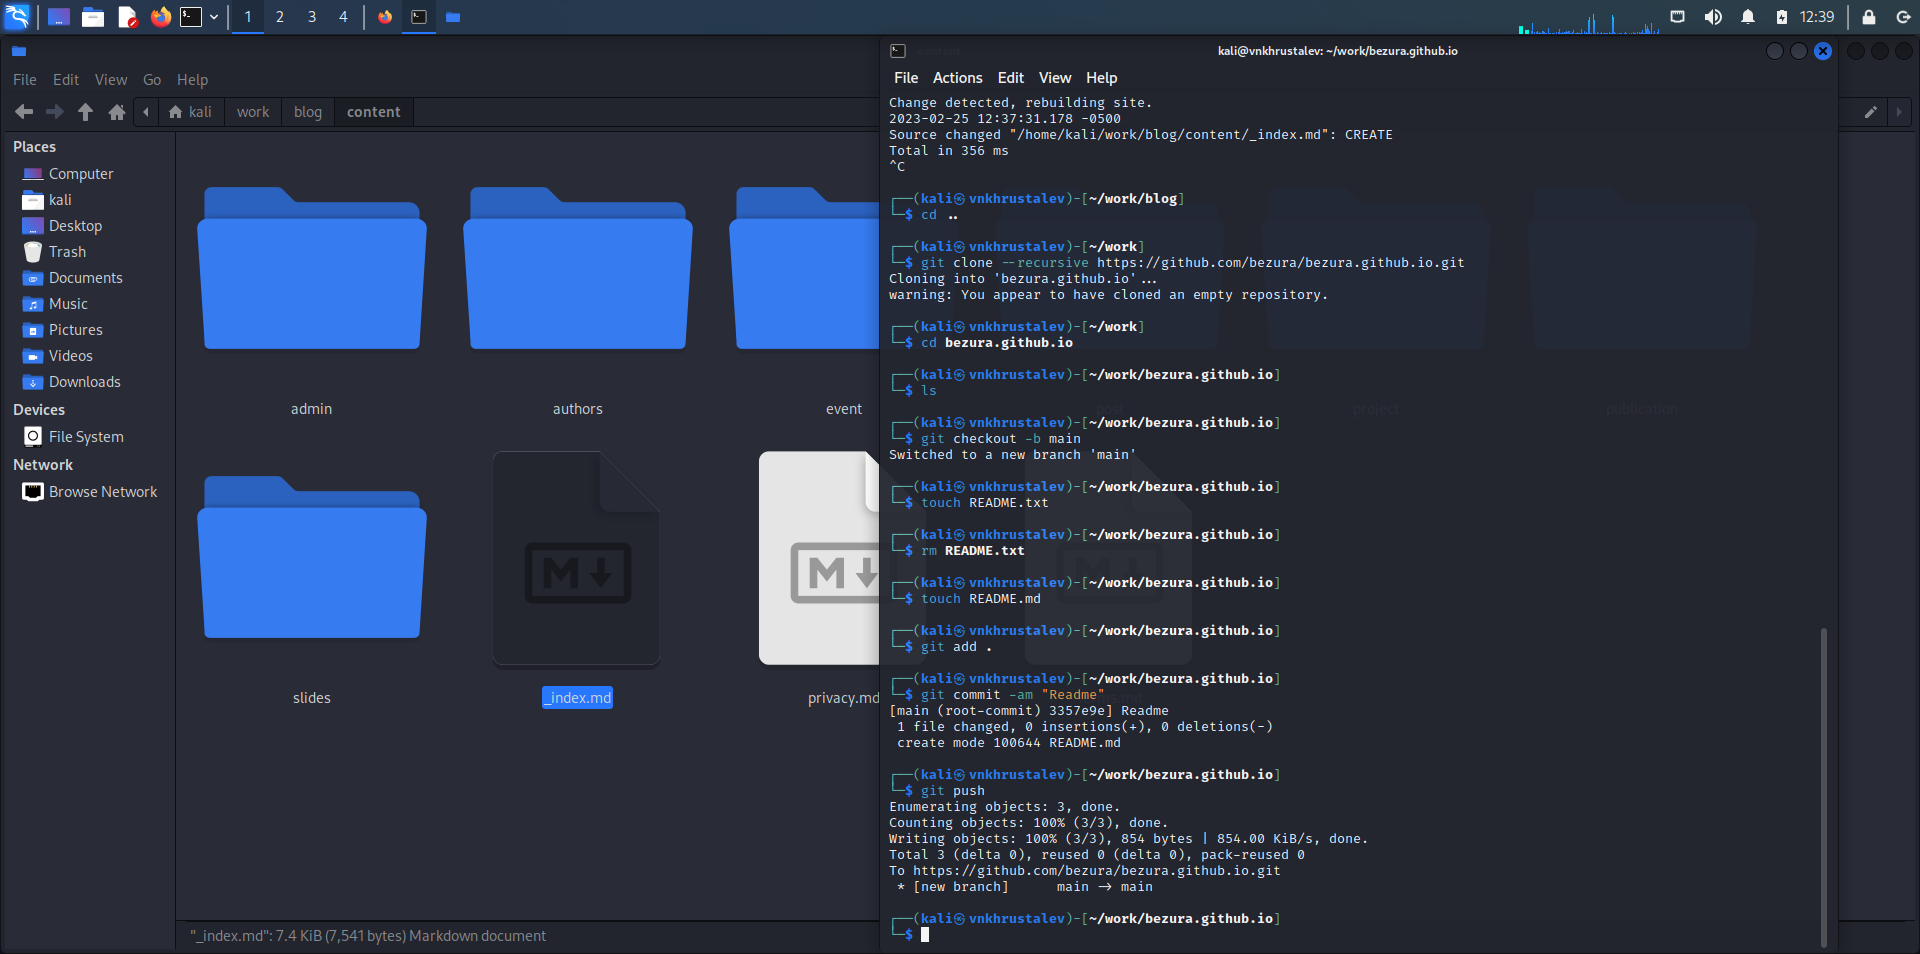 1 2 3 4
12:39
File Edit View Go Help
kali work blog content
Places
Computer
kali
Desktop
Trash
Documents
Music
Pictures
Videos
Downloads
Devices
File System
Network
Browse Network
admin
authors
event
post
project
publication
slides
_index.md
privacy.md
"_index.md": 7.4 KiB (7,541 bytes) Markdown document
kali@vnkhrustalev: ~/work/bezura.github.io
File Actions Edit View Help
Change detected, rebuilding site.
2023-02-25 12:37:31.178 -0500
Source changed "/home/kali/work/blog/content/_index.md": CREATE
Total in 356 ms
^C
┌──(kali㉿vnkhrustalev)-[~/work/blog]
└─$ cd ..
┌──(kali㉿vnkhrustalev)-[~/work]
└─$ git clone --recursive https://github.com/bezura/bezura.github.io.git
Cloning into 'bezura.github.io'...
warning: You appear to have cloned an empty repository.
┌──(kali㉿vnkhrustalev)-[~/work]
└─$ cd bezura.github.io
┌──(kali㉿vnkhrustalev)-[~/work/bezura.github.io]
└─$ ls
┌──(kali㉿vnkhrustalev)-[~/work/bezura.github.io]
└─$ git checkout -b main
Switched to a new branch 'main'
┌──(kali㉿vnkhrustalev)-[~/work/bezura.github.io]
└─$ touch README.txt
┌──(kali㉿vnkhrustalev)-[~/work/bezura.github.io]
└─$ rm README.txt
┌──(kali㉿vnkhrustalev)-[~/work/bezura.github.io]
└─$ touch README.md
┌──(kali㉿vnkhrustalev)-[~/work/bezura.github.io]
└─$ git add .
┌──(kali㉿vnkhrustalev)-[~/work/bezura.github.io]
└─$ git commit -am "Readme"
[main (root-commit) 3357e9e] Readme
1 file changed, 0 insertions(+), 0 deletions(-)
create mode 100644 README.md
┌──(kali㉿vnkhrustalev)-[~/work/bezura.github.io]
└─$ git push
Enumerating objects: 3, done.
Counting objects: 100% (3/3), done.
Writing objects: 100% (3/3), 854 bytes | 854.00 KiB/s, done.
Total 3 (delta 0), reused 0 (delta 0), pack-reused 0
To https://github.com/bezura/bezura.github.io.git
* [new branch] main -> main
┌──(kali㉿vnkhrustalev)-[~/work/bezura.github.io]
└─$